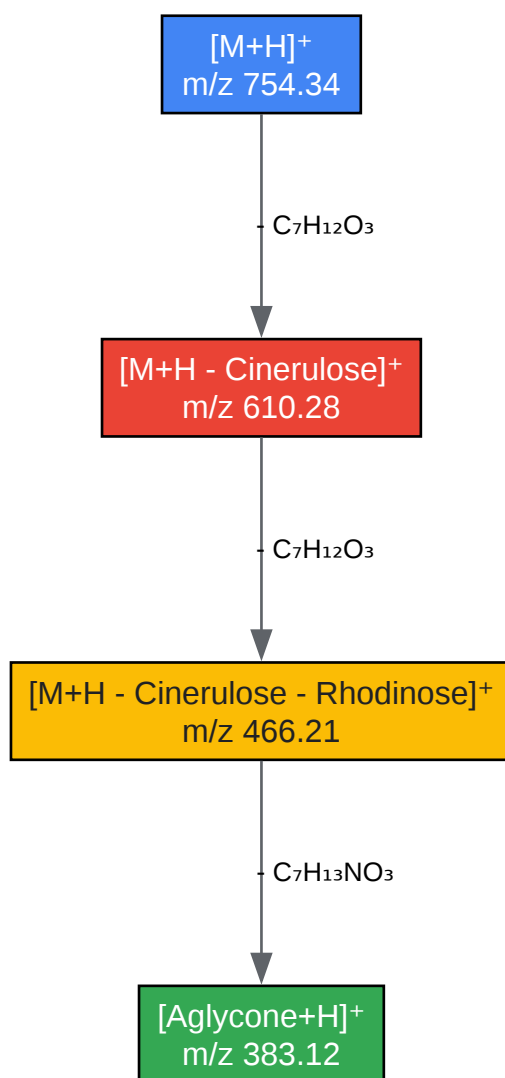 [M+H]⁺
m/z 754.34
- C₇H₁₂O₃
[M+H - Cinerulose]⁺
m/z 610.28
- C₇H₁₂O₃
[M+H - Cinerulose - Rhodinose]⁺
m/z 466.21
- C₇H₁₃NO₃
[Aglycone+H]⁺
m/z 383.12